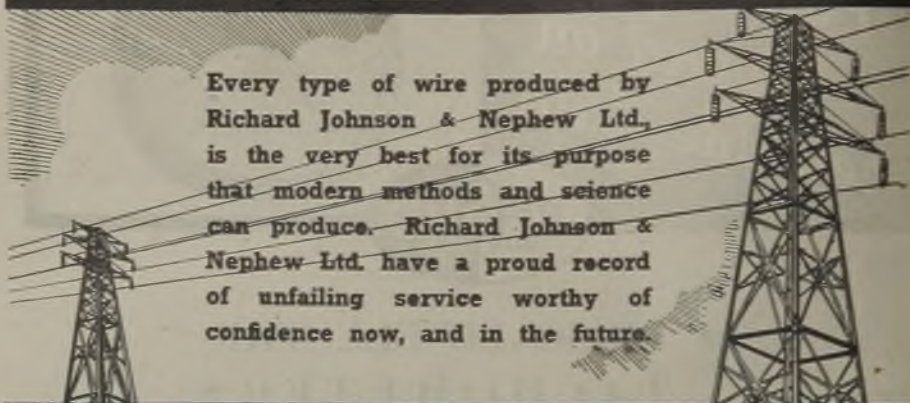 Every type of wire produced by
Richard Johnson & Nephew Ltd.,
is the very best for its purpose
that modern methods and science
can produce. Richard Johnson &
Nephew Ltd. have a proud record
of unfailing service worthy of
confidence now, and in the future.